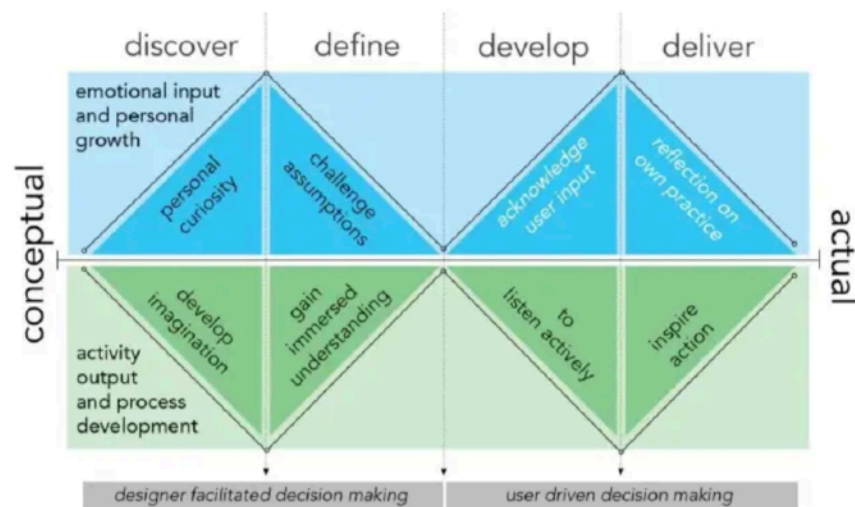 discover
define
develop
deliver
emotional input
and personal
growth
personal
curiosity
challenge
assumptions
acknowledge
user input
reflection on
own practice
conceptual
actual
develop
imagination
gain
immersed
understanding
to
listen actively
inspire
action
activity
output
and process
development
designer facilitated decision making
user driven decision making